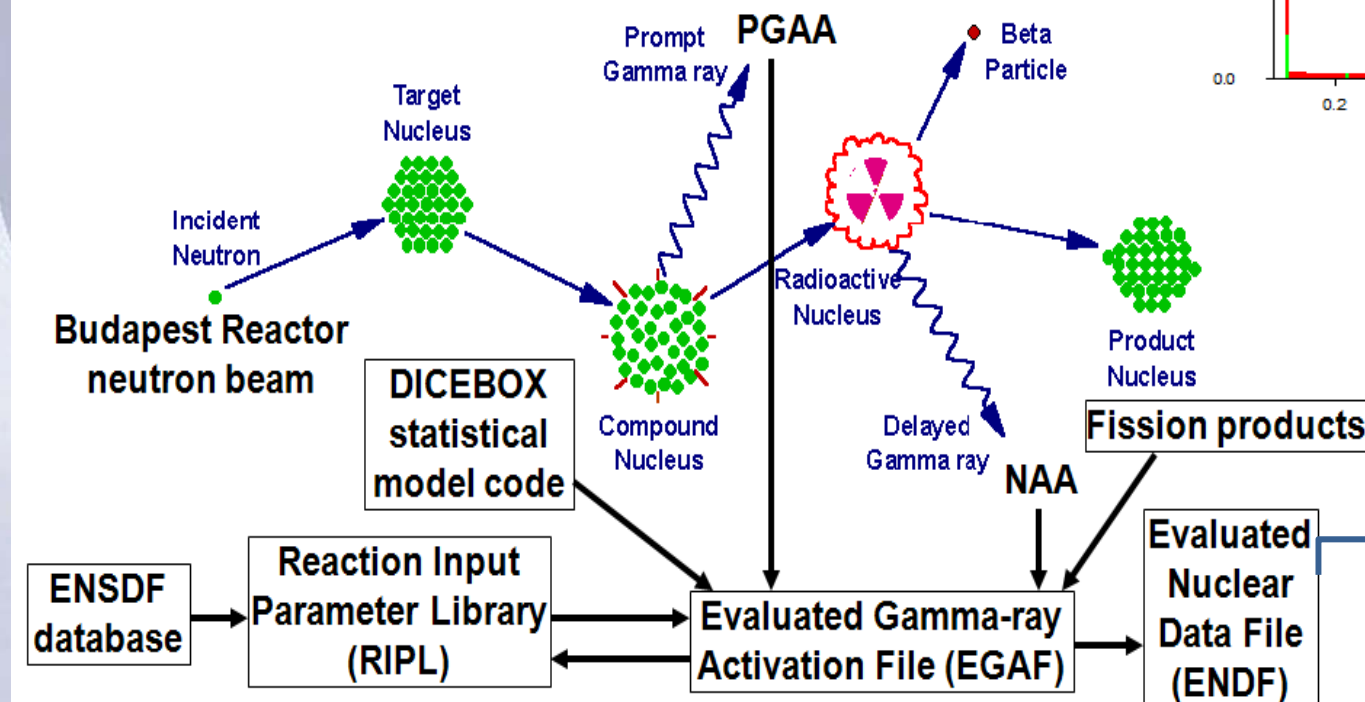 Prompt
Gamma ray
PGAA
Beta
Particle
0.0
0.2
Target
Nucleus
Incident
Neutron
Budapest Reactor
neutron beam
Radioactive
Nucleus
Product
Nucleus
DICEBOX
statistical
model code
Compound
Nucleus
Delayed
Gamma ray
NAA
Fission products
ENSDF
database
Reaction Input
Parameter Library
(RIPL)
Evaluated Gamma-ray
Activation File (EGAF)
Evaluated
Nuclear
Data File
(ENDF)